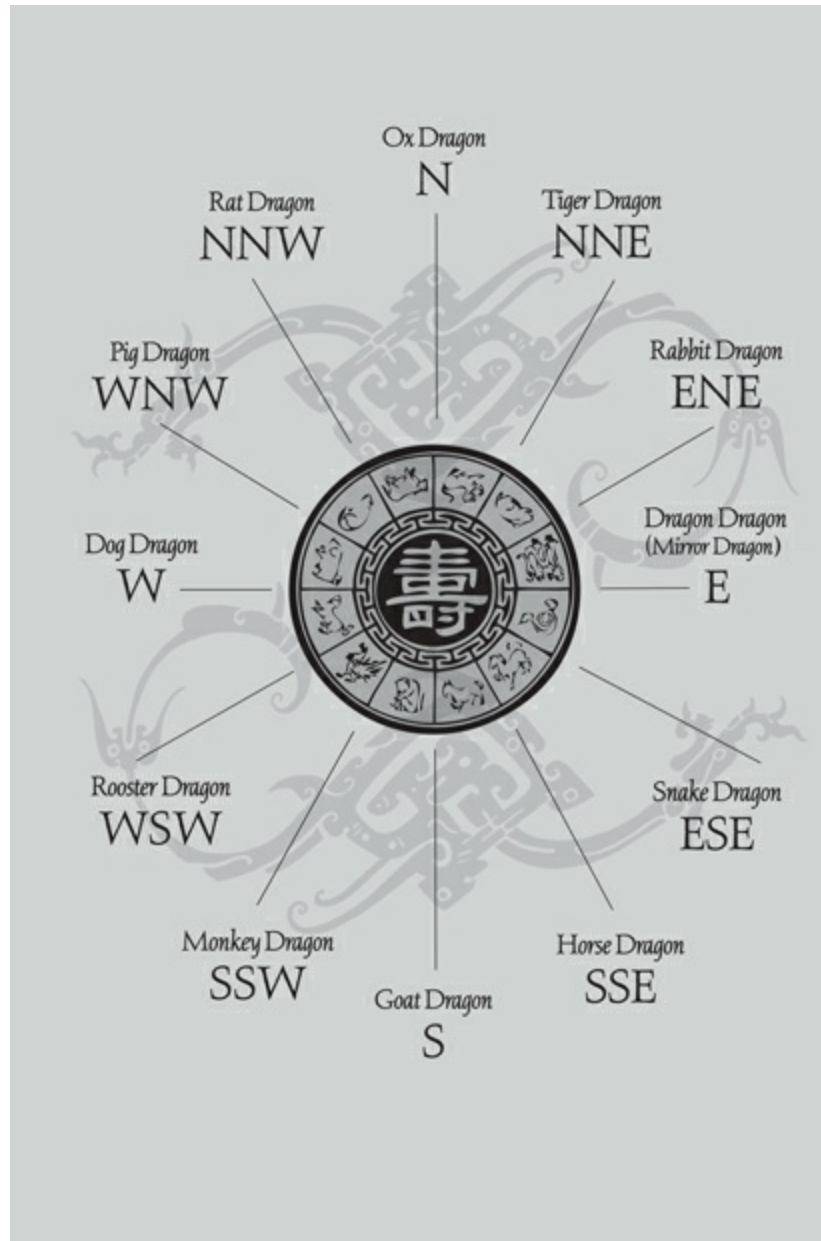 Ox Dragon
N
Rat Dragon
NNW
Tiger Dragon
NNE
Pig Dragon
WNW
Rabbit Dragon
ENE
Dog Dragon
W
Dragon Dragon
(Mirror Dragon)
E
壽
Rooster Dragon
WSW
Snake Dragon
ESE
Monkey Dragon
SSW
Horse Dragon
SSE
Goat Dragon
S